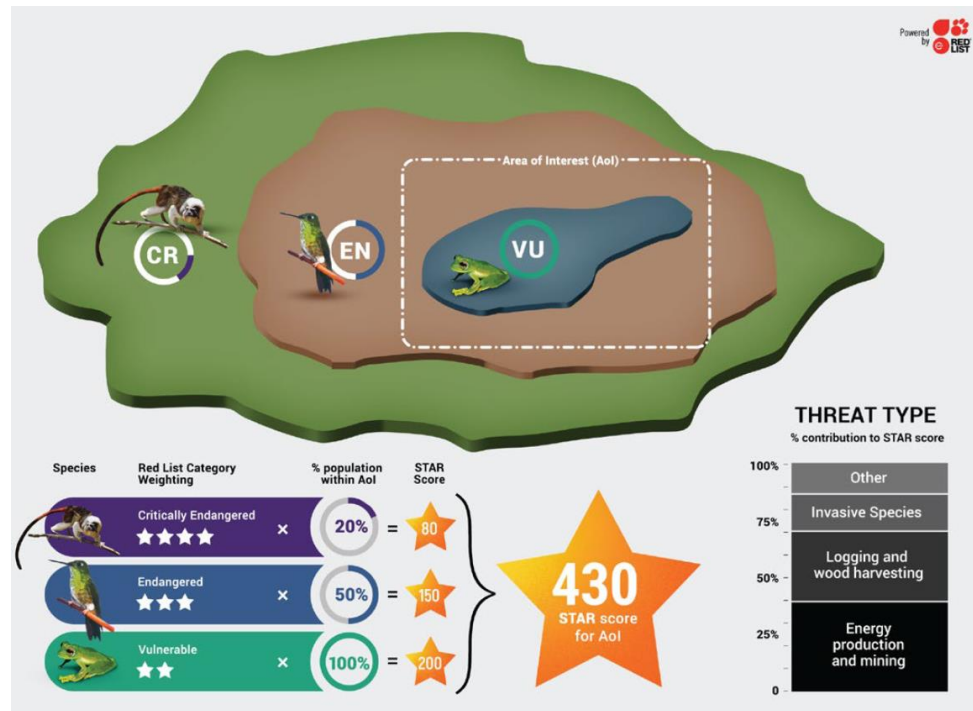 Powered
by
RED
LIST
Area of Interest (AoI)
CR
EN
VU
Species
Red List Category
Weighting
% population
within AoI
STAR
Score
Critically Endangered
×
20%
=
80
Endangered
×
50%
=
150
Vulnerable
×
100%
=
200
430
STAR score
for AoI
THREAT TYPE
% contribution to STAR score
100%
75%
50%
25%
0
Other
Invasive Species
Logging and
wood harvesting
Energy
production
and mining